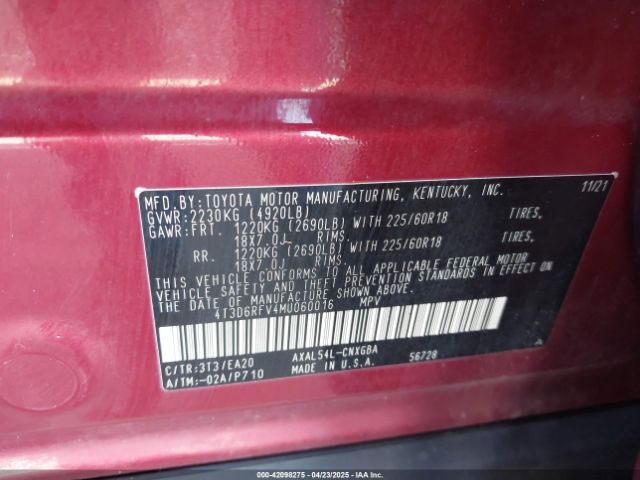 MFD.BY:TOYOTA MOTOR MANUFACTURING, KENTUCKY, INC. 11/21
GVWR:2230KG (4920LB)
GAWR:FRT. 1220KG (2690LB) WITH 225/60R18 TIRES,
18X7.0J RIMS.
RR. 1220KG (2690LB) WITH 225/60R18 TIRES,
18X7.0J RIMS.
THIS VEHICLE CONFORMS TO ALL APPLICABLE FEDERAL MOTOR
VEHICLE SAFETY AND THEFT PREVENTION STANDARDS IN EFFECT ON
THE DATE OF MANUFACTURE SHOWN ABOVE.
4T3D6RFV4MU060016 MPV
C/TR:3T3/EA20 AXAL54L-CNXGBA
A/TM:-02A/P710 MADE IN U.S.A. 56728
000-42098275 - 04/23/2025 - IAAI.COM